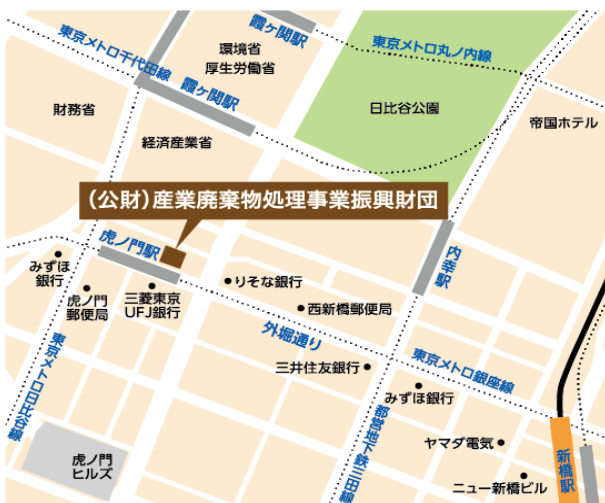 霞ヶ関駅
東京メトロ丸ノ内線
東京メトロ千代田線
環境省
厚生労働省
霞ヶ関駅
財務省
日比谷公園
帝国ホテル
経済産業省
(公財)産業廃棄物処理事業振興財団
虎ノ門駅
内幸駅
みずほ
銀行
虎ノ門
郵便局
三菱東京
UFJ銀行
りそな銀行
西新橋郵便局
外堀通り
東京メトロ日比谷線
三井住友銀行
東京メトロ銀座線
みずほ銀行
都営地下鉄三田線
ヤマダ電気
新橋駅
虎ノ門
ヒルズ
ニュー新橋ビル